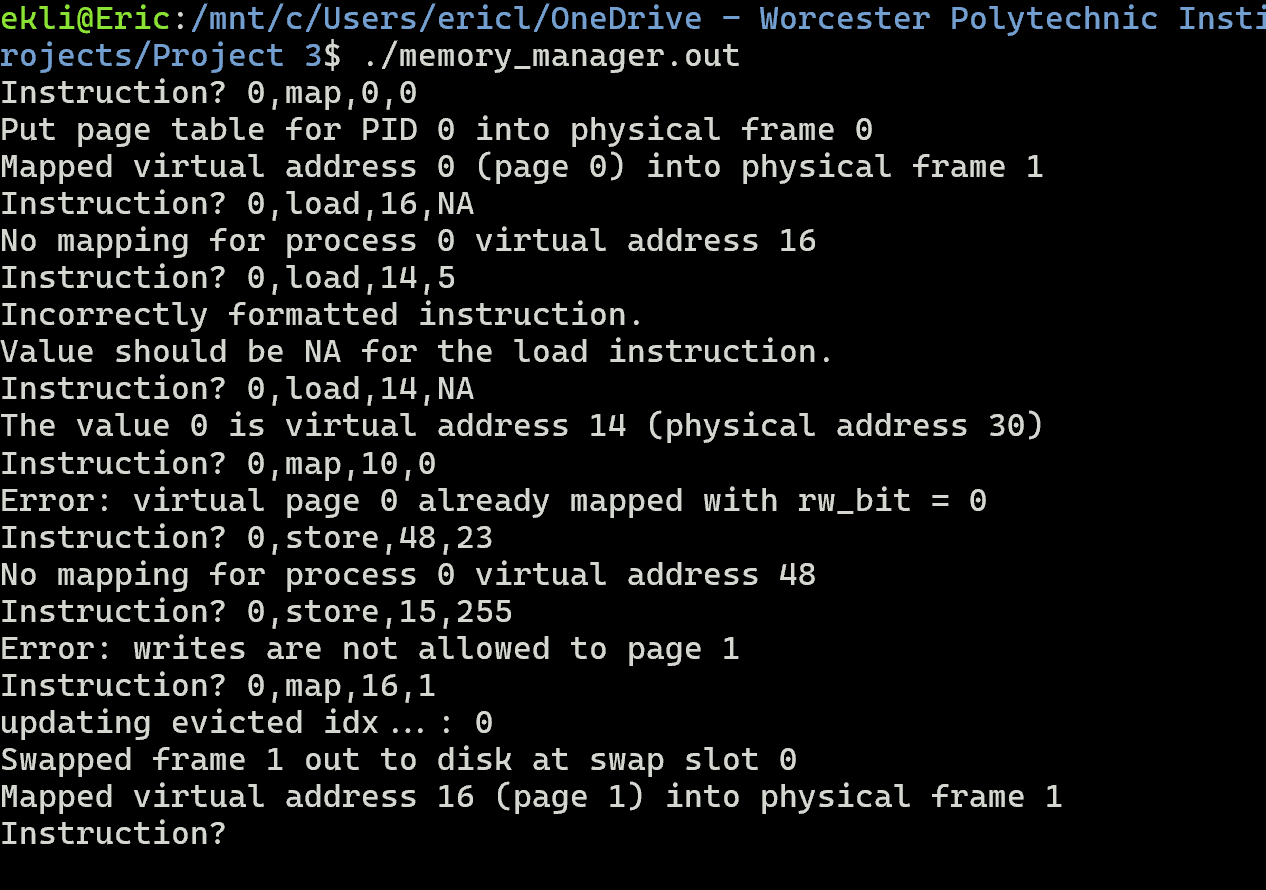 ekli@Eric:/mnt/c/Users/ericl/OneDrive - Worcester Polytechnic Insti
rojects/Project 3$ ./memory_manager.out
Instruction? 0,map,0,0
Put page table for PID 0 into physical frame 0
Mapped virtual address 0 (page 0) into physical frame 1
Instruction? 0,load,16,NA
No mapping for process 0 virtual address 16
Instruction? 0,load,14,5
Incorrectly formatted instruction.
Value should be NA for the load instruction.
Instruction? 0,load,14,NA
The value 0 is virtual address 14 (physical address 30)
Instruction? 0,map,10,0
Error: virtual page 0 already mapped with rw_bit = 0
Instruction? 0,store,48,23
No mapping for process 0 virtual address 48
Instruction? 0,store,15,255
Error: writes are not allowed to page 1
Instruction? 0,map,16,1
updating evicted idx...: 0
Swapped frame 1 out to disk at swap slot 0
Mapped virtual address 16 (page 1) into physical frame 1
Instruction?